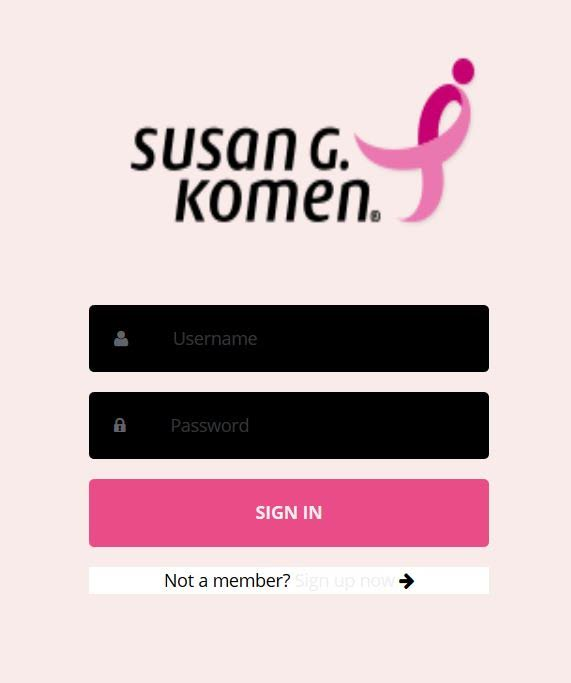 susan G.
komen®
Username
Password
SIGN IN
Not a member? Sign up now